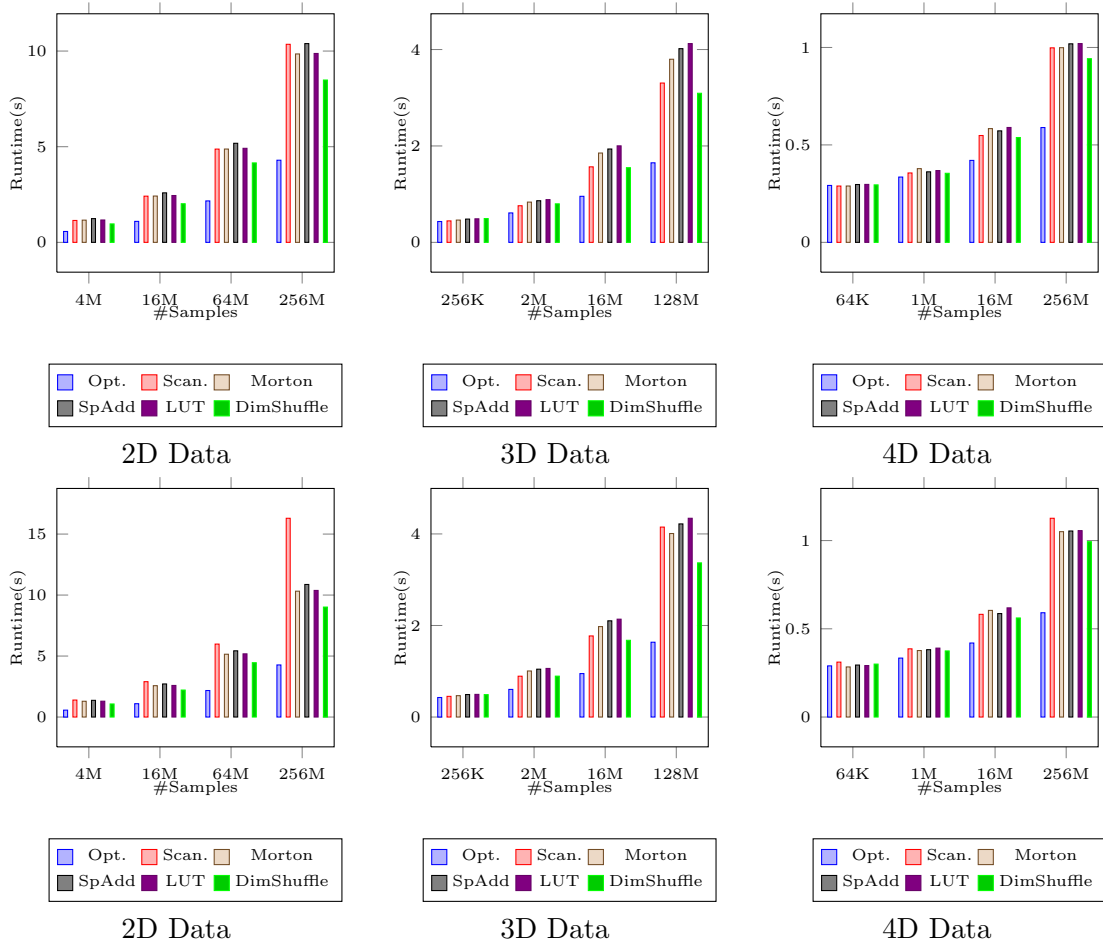 10
5
0
Runtime(s)
4M 16M 64M 256M
#Samples
Opt. Scan. Morton
SpAdd LUT DimShuffle
2D Data
4
2
0
Runtime(s)
256K 2M 16M 128M
#Samples
Opt. Scan. Morton
SpAdd LUT DimShuffle
3D Data
1
0.5
0
Runtime(s)
64K 1M 16M 256M
#Samples
Opt. Scan. Morton
SpAdd LUT DimShuffle
4D Data
15
10
5
0
Runtime(s)
4M 16M 64M 256M
#Samples
Opt. Scan. Morton
SpAdd LUT DimShuffle
2D Data
4
2
0
Runtime(s)
256K 2M 16M 128M
#Samples
Opt. Scan. Morton
SpAdd LUT DimShuffle
3D Data
1
0.5
0
Runtime(s)
64K 1M 16M 256M
#Samples
Opt. Scan. Morton
SpAdd LUT DimShuffle
4D Data